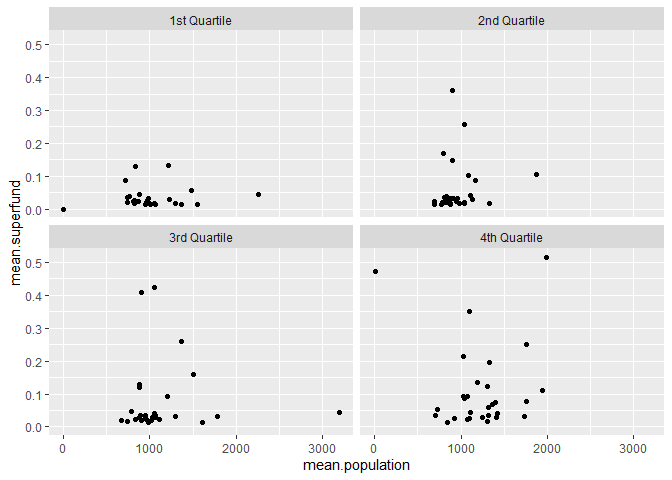 1st Quartile 2nd Quartile
0.5
0.4
0.3
0.2
0.1
0.0
mean.superfund
3rd Quartile 4th Quartile
0.5
0.4
0.3
0.2
0.1
0.0
0 1000 2000 3000 0 1000 2000 3000
mean.population